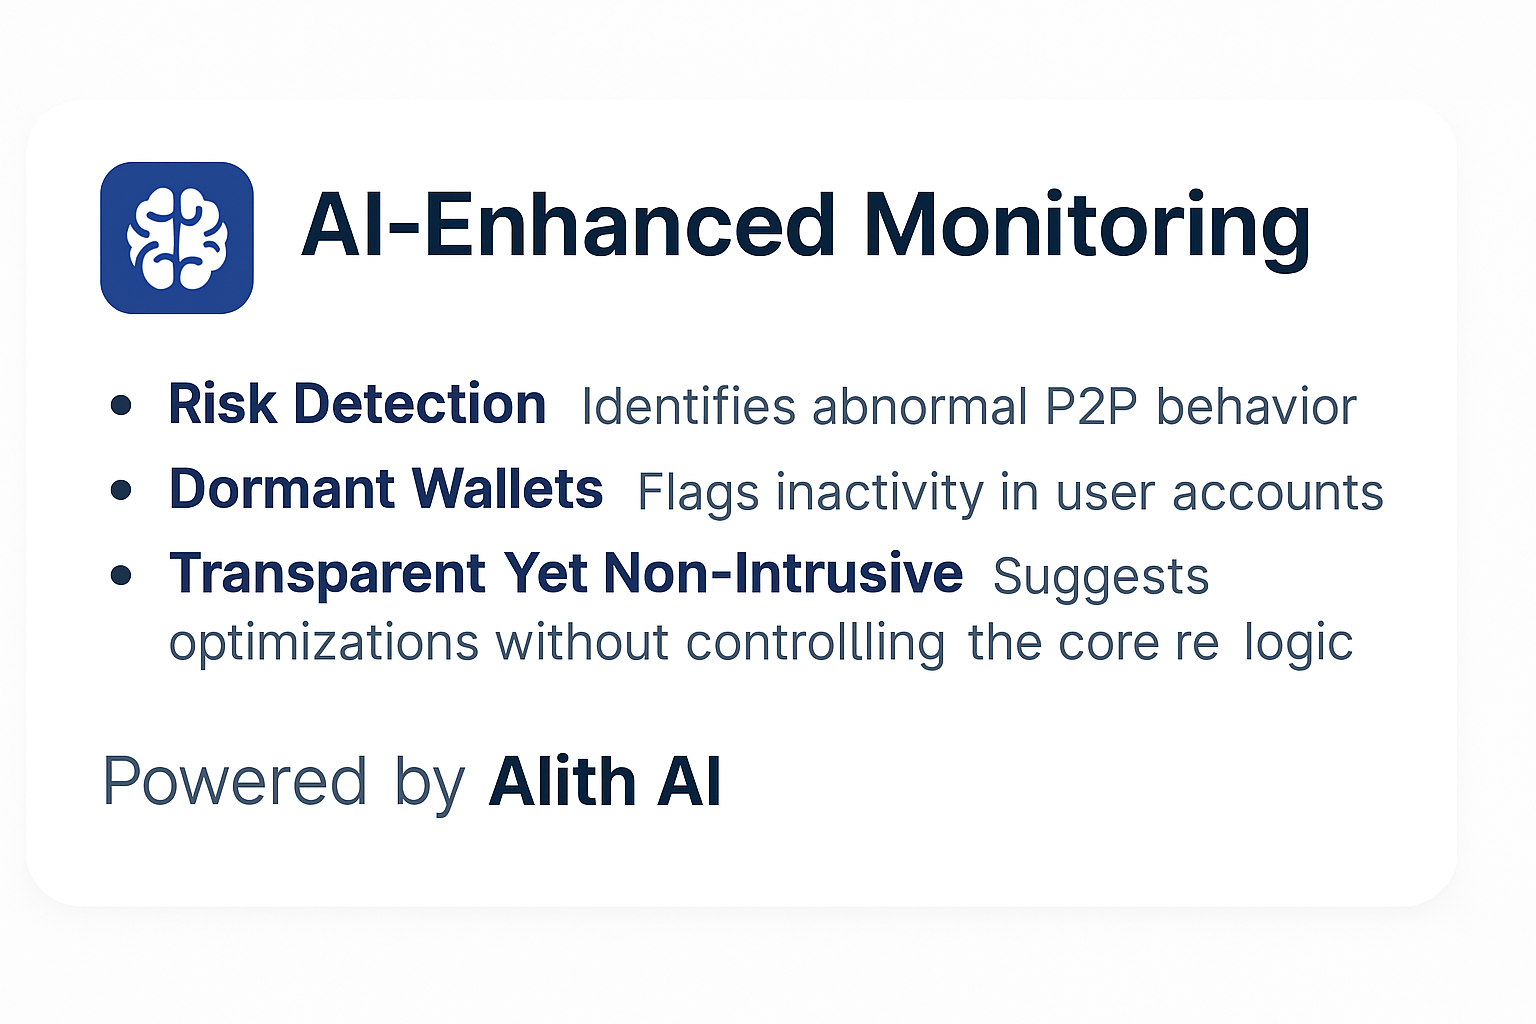 AI-Enhanced Monitoring
• Risk Detection Identifies abnormal P2P behavior
• Dormant Wallets Flags inactivity in user accounts
• Transparent Yet Non-Intrusive Suggests
optimizations without controllling the core re logic
Powered by Alith AI